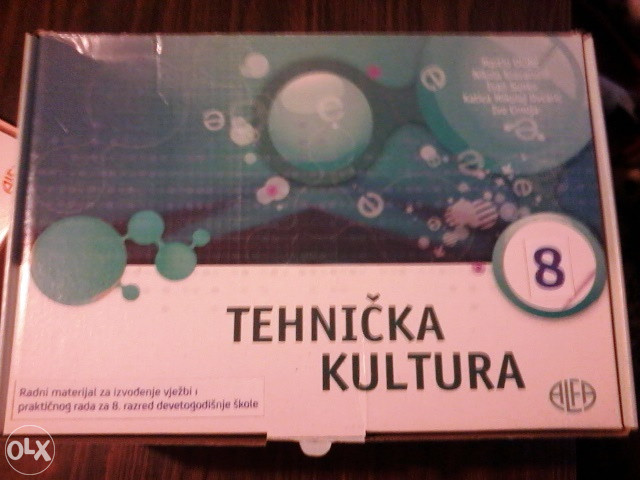 8
TEHNIČKA
KULTURA
Radni materijal za izvođenje vježbi i
praktičnog rada za 8. razred devetogodišnje škole
ALFA
OLX